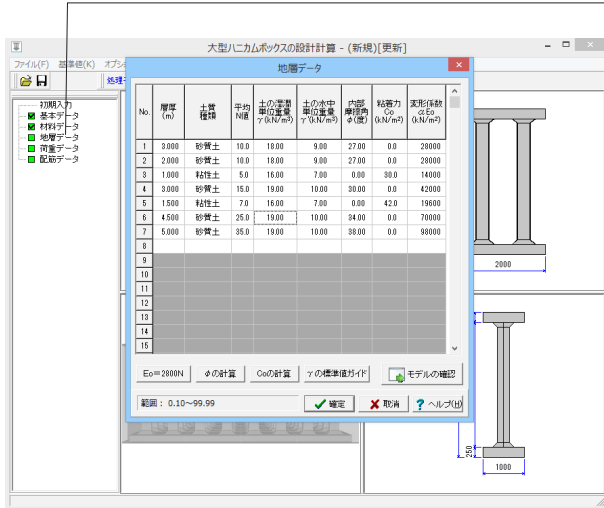 大型ハニカムボックスの設計計算 - (新規)[更新]
ファイル(F) 基準値(K) オプシ
処理
初期入力
基本データ
材料データ
地層データ
荷重データ
配筋データ
地層データ
No. 層厚 (m) 土質種類 平均N値 土の湿潤単位重量 γ(kN/m³) 土の水中単位重量 γ'(kN/m³) 内部摩擦角 φ(度) 粘着力 Co (kN/m²) 変形係数 αEo (kN/m²)
1 3.000 砂質土 10.0 18.00 9.00 27.00 0.0 28000
2 3.000 砂質土 10.0 18.00 9.00 27.00 0.0 28000
3 1.000 粘性土 5.0 16.00 7.00 0.00 30.0 14000
4 3.000 砂質土 15.0 19.00 10.00 30.00 0.0 42000
5 1.500 粘性土 7.0 16.00 7.00 0.00 42.0 19600
6 4.500 砂質土 25.0 19.00 10.00 34.00 0.0 70000
7 5.000 砂質土 35.0 19.00 10.00 38.00 0.0 98000
8
9
10
11
12
13
14
15
Eo=2800N φの計算 Coの計算 γの標準値ガイド モデルの確認
範囲： 0.10～99.99 確定 取消 ヘルプ(H)
2000
250
1000